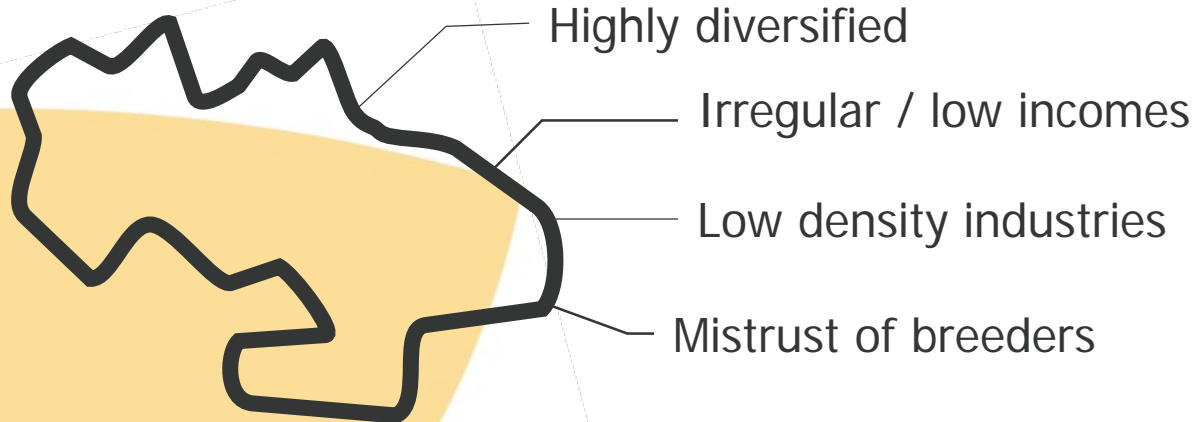 Highly diversified
Irregular / low incomes
Low density industries
Mistrust of breeders